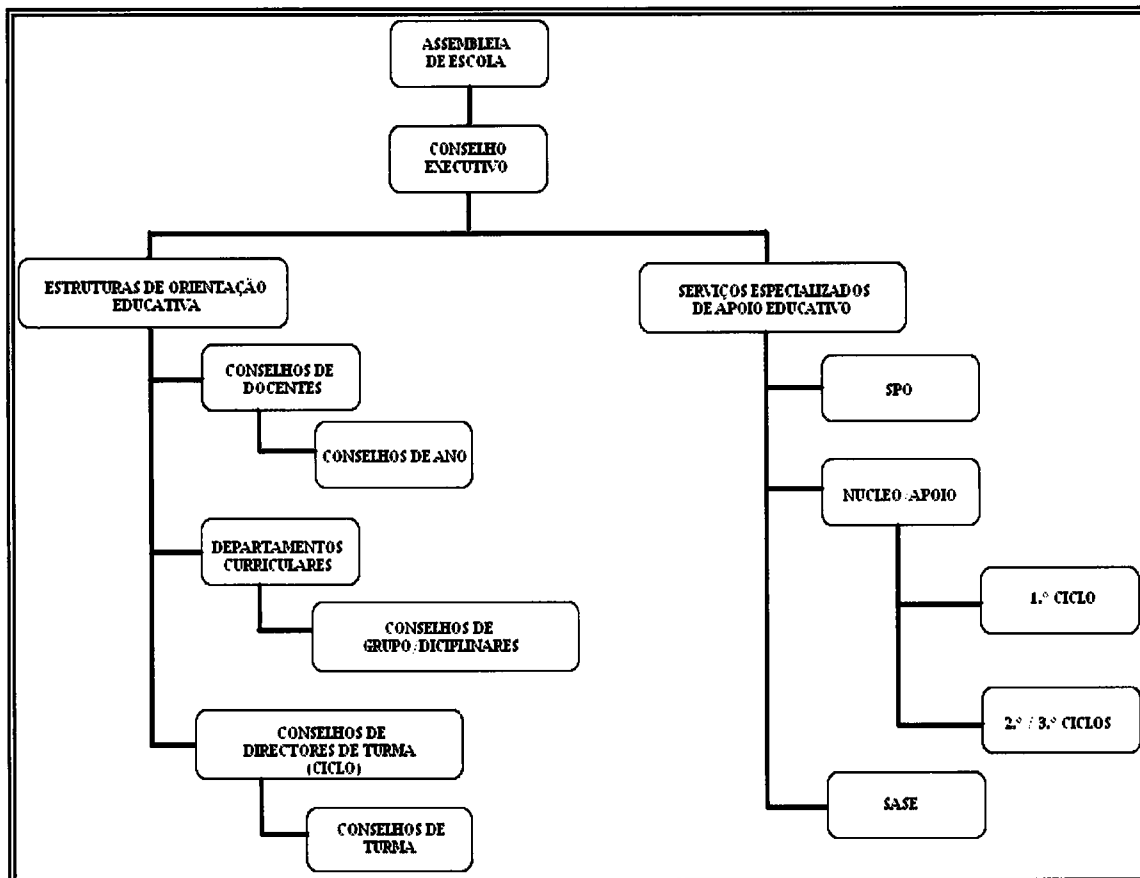 ASSEMBLEIA
DE ESCOLA
CONSELHO
EXECUTIVO
ESTRUTURAS DE ORIENTAÇÃO
EDUCATIVA
CONSELHOS DE
DOCENTES
CONSELHOS DE ANO
DEPARTAMENTOS
CURRICULARES
CONSELHOS DE
GRUPO/DICIPLINARES
CONSELHOS DE
DIRECTORES DE TURMA
(CICLO)
CONSELHOS DE
TURMA
SERVIÇOS ESPECIALIZADOS
DE APOIO EDUCATIVO
SPO
NUCLEO/APOIO
1.º CICLO
2.º / 3.º CICLOS
SASE